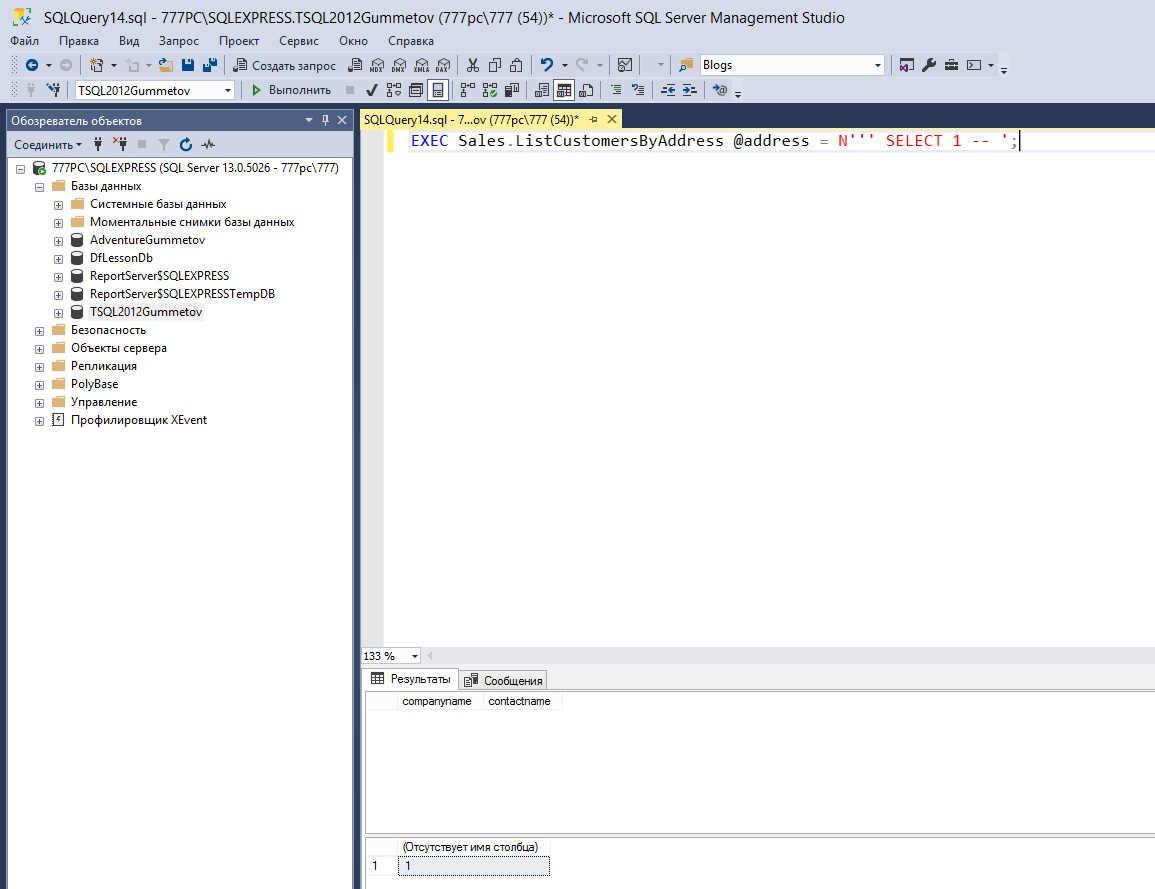 SQLQuery14.sql - 777PC\SQLEXPRESS.TSQL2012Gummetov (777pc\777 (54))* - Microsoft SQL Server Management Studio
Файл Правка Вид Запрос Проект Сервис Окно Справка
Создать запрос MDX DMX XMLA DAX Blogs
TSQL2012Gummetov Выполнить
Обозреватель объектов
SQLQuery14.sql - 7...ov (777pc\777 (54))*
Соединить
EXEC Sales.ListCustomersByAddress @address = N''' SELECT 1 -- ';
777PC\SQLEXPRESS (SQL Server 13.0.5026 - 777pc\777)
Базы данных
Системные базы данных
Моментальные снимки базы данных
AdventureGummetov
DfLessonDb
ReportServer$SQLEXPRESS
ReportServer$SQLEXPRESSTempDB
TSQL2012Gummetov
Безопасность
Объекты сервера
Репликация
PolyBase
Управление
Профилировщик XEvent
133 %
Результаты Сообщения
companyname contactname
(Отсутствует имя столбца)
1 1